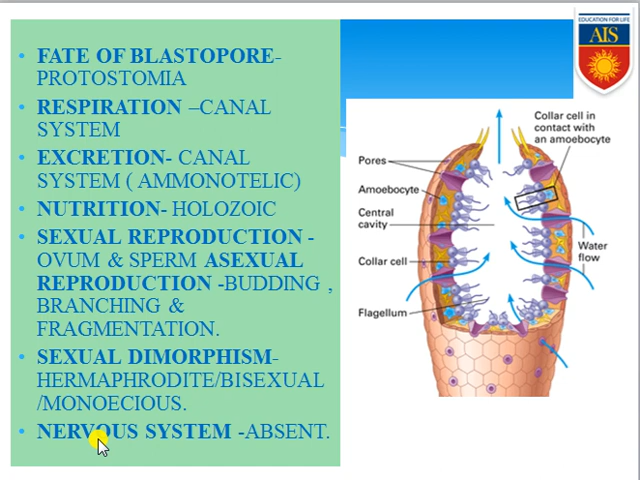 FATE OF BLASTOPORE-
PROTOSTOMIA
RESPIRATION –CANAL
SYSTEM
EXCRETION- CANAL
SYSTEM ( AMMONOTELIC)
NUTRITION- HOLOZOIC
SEXUAL REPRODUCTION -
OVUM & SPERM ASEXUAL
REPRODUCTION -BUDDING ,
BRANCHING &
FRAGMENTATION.
SEXUAL DIMORPHISM-
HERMAPHRODITE/BISEXUAL
/MONOECIOUS.
NERVOUS SYSTEM -ABSENT.
EDUCATION FOR LIFE
AIS
Collar cell in
contact with
an amoebocyte
Pores
Amoebocyte
Central
cavity
Collar cell
Flagellum
Water
flow